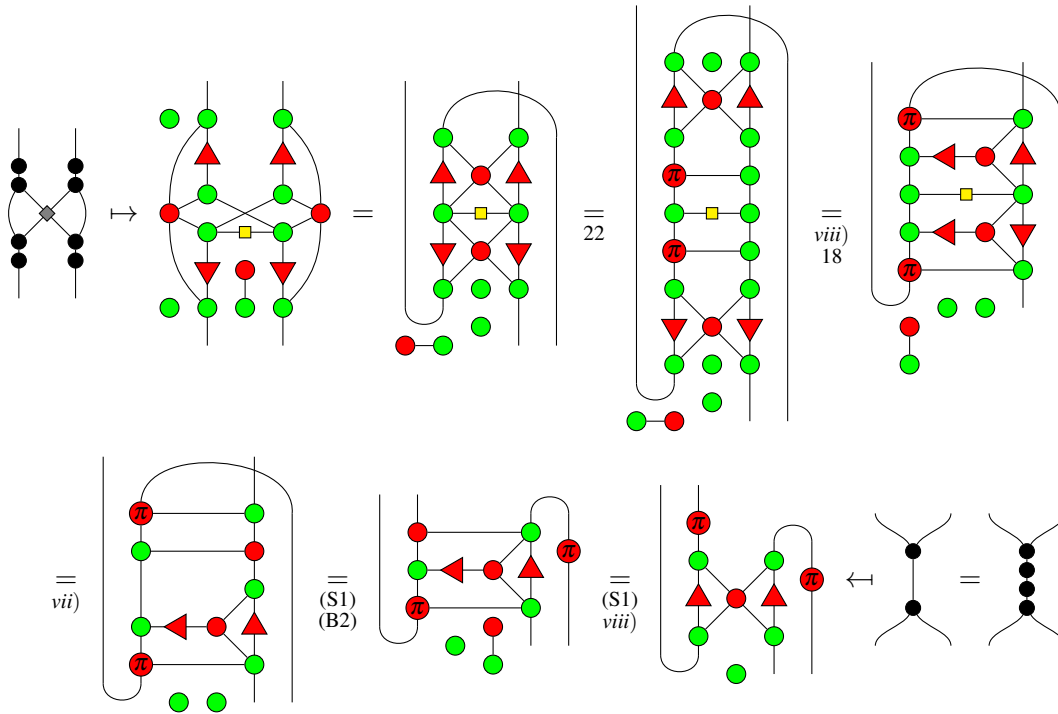 ↦ = = =
22 viii)
18
π π π π
= = = ↤ =
vii) (S1) (S1)
(B2) viii)
π π π π π π